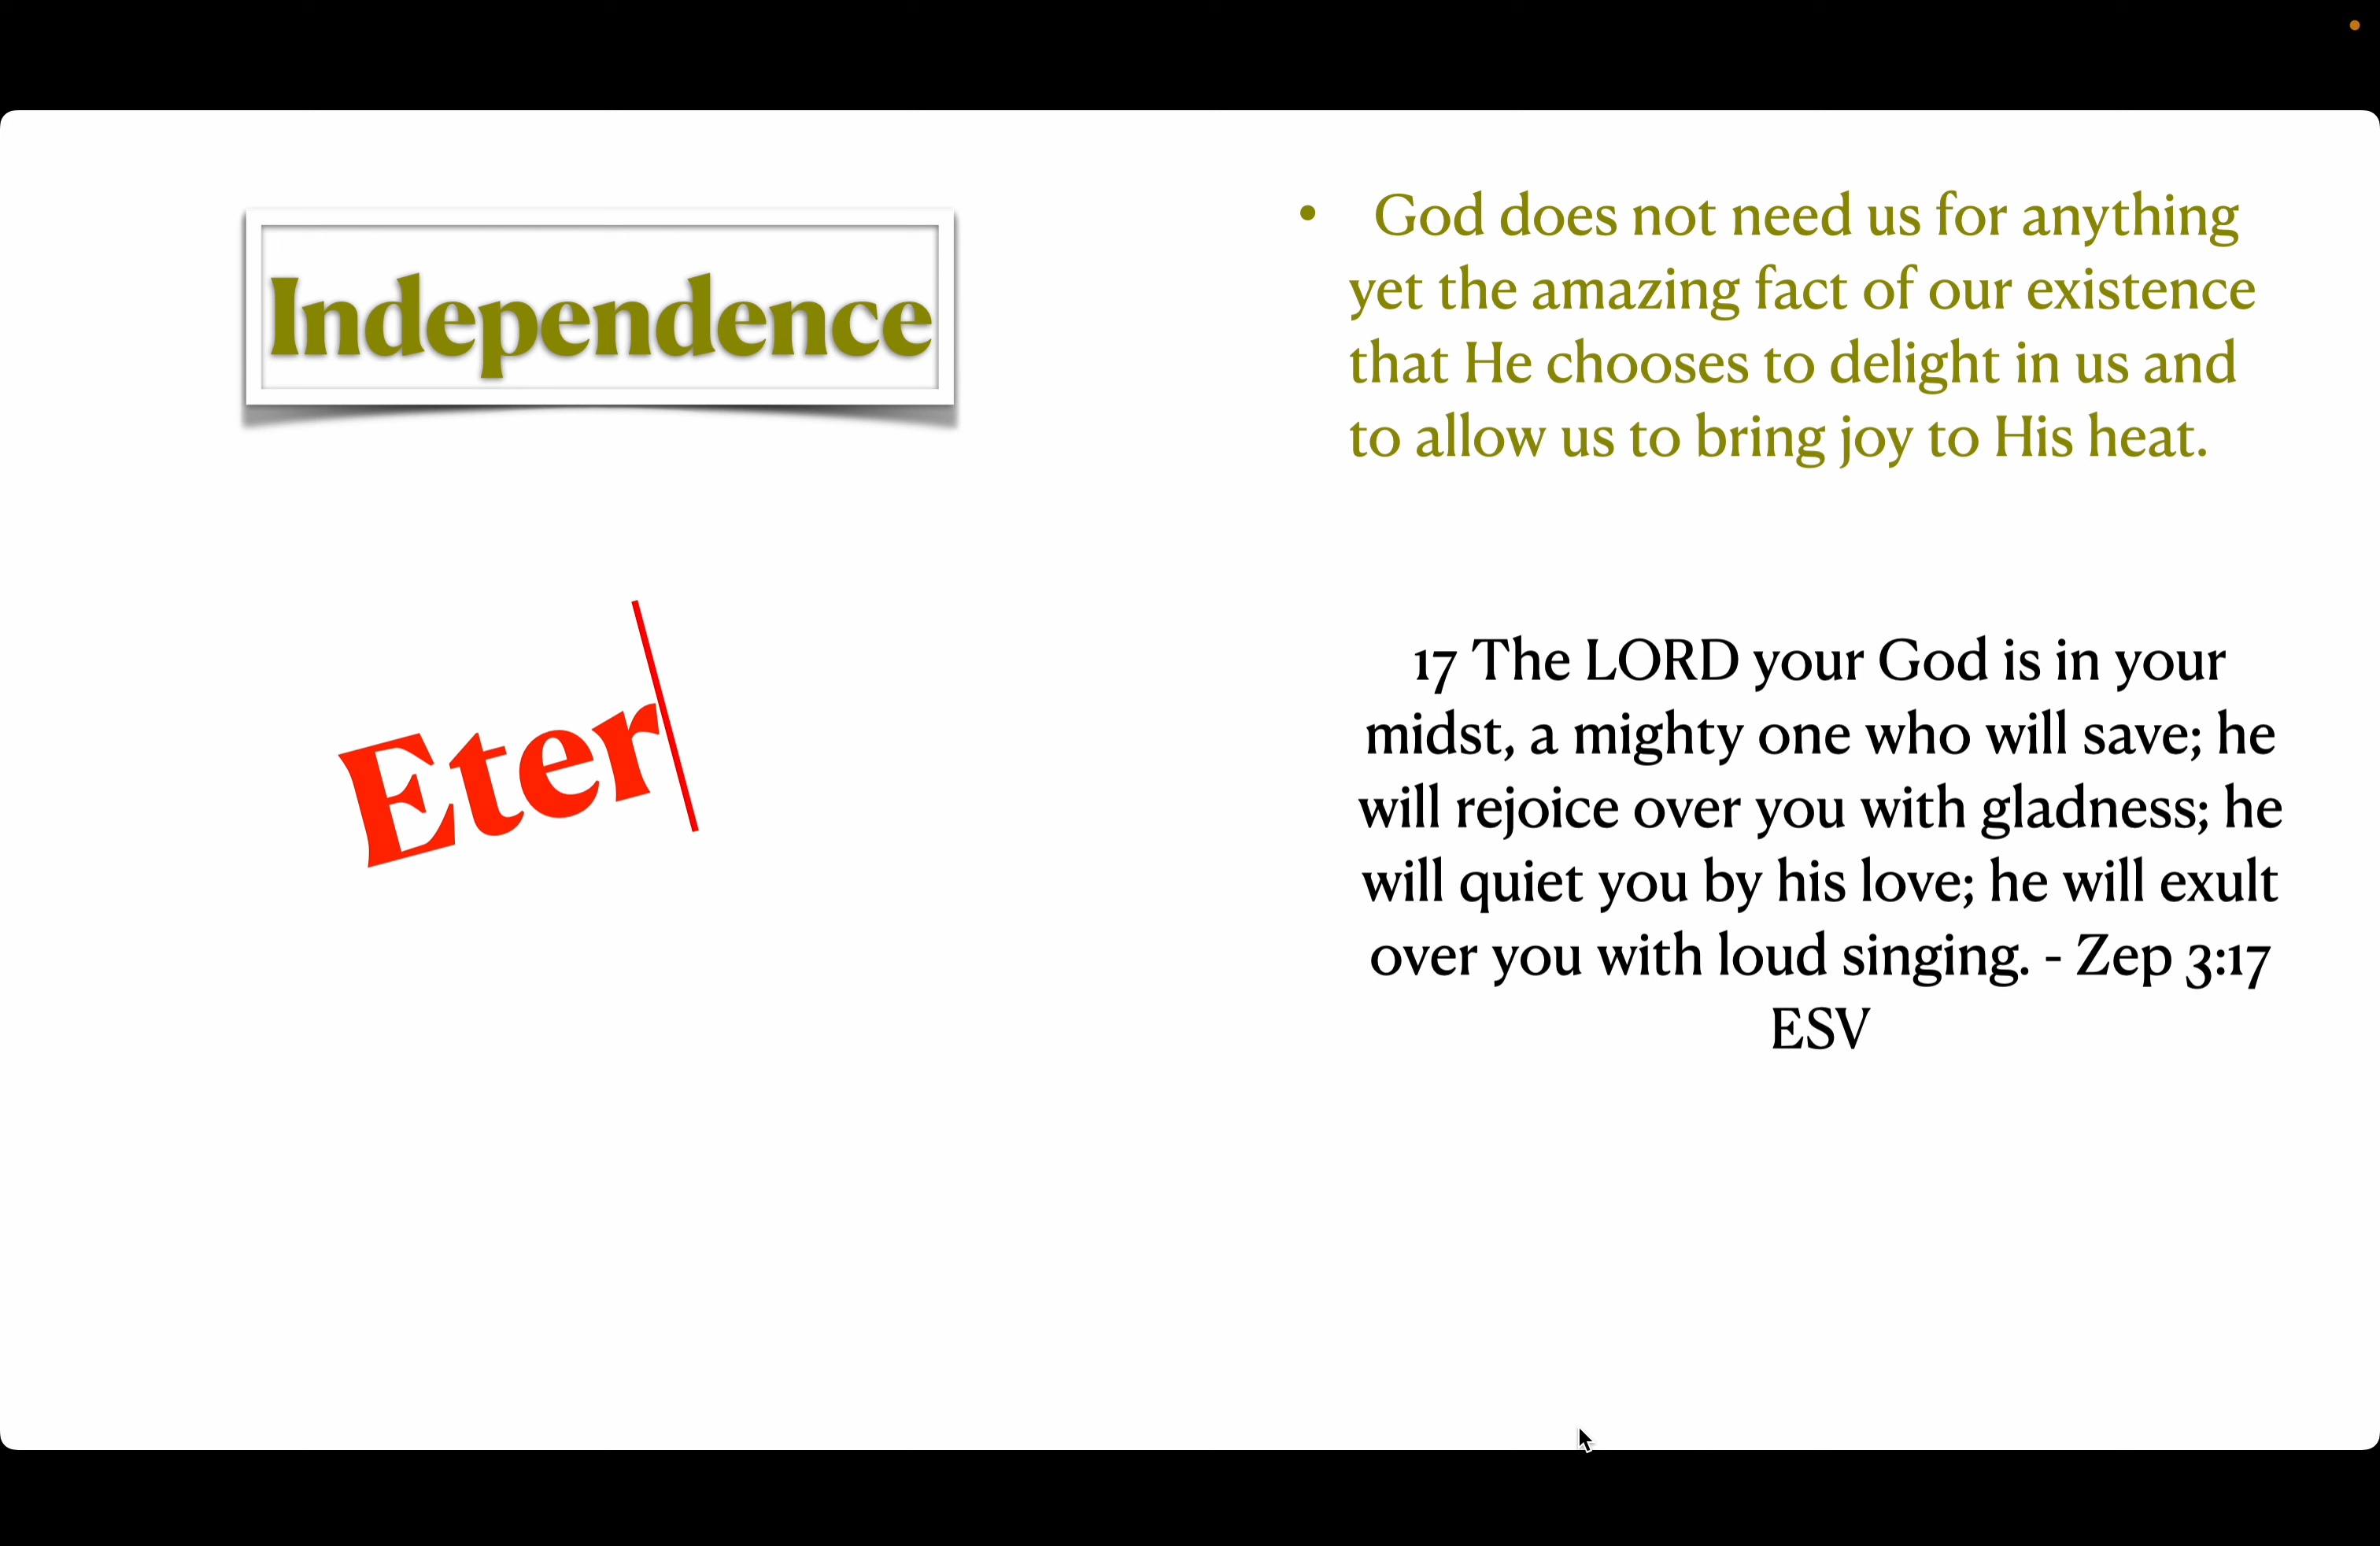 Independence
• God does not need us for anything
yet the amazing fact of our existence
that He chooses to delight in us and
to allow us to bring joy to His heat.
Eter
17 The LORD your God is in your
midst, a mighty one who will save; he
will rejoice over you with gladness; he
will quiet you by his love; he will exult
over you with loud singing. - Zep 3:17
ESV